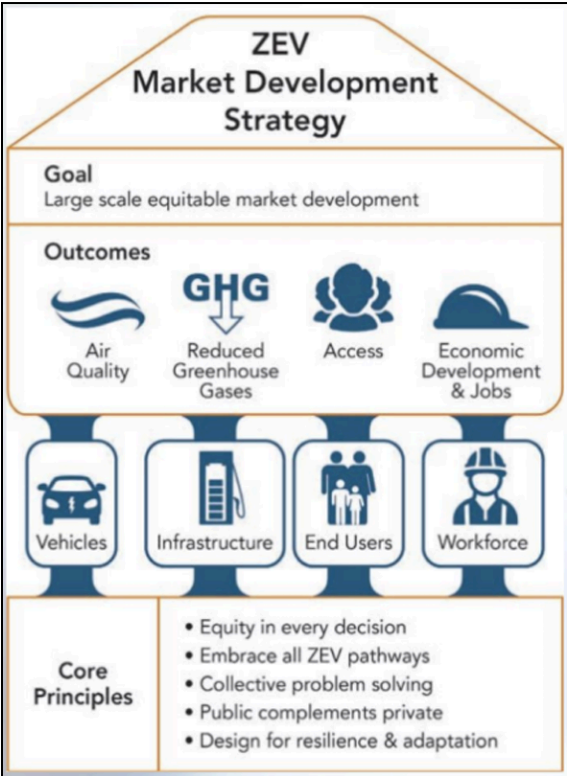 ZEV
Market Development
Strategy
Goal
Large scale equitable market development
Outcomes
Air
Quality
GHG
Reduced
Greenhouse
Gases
Access
Economic
Development
& Jobs
Vehicles
Infrastructure
End Users
Workforce
Core
Principles
• Equity in every decision
• Embrace all ZEV pathways
• Collective problem solving
• Public complements private
• Design for resilience & adaptation